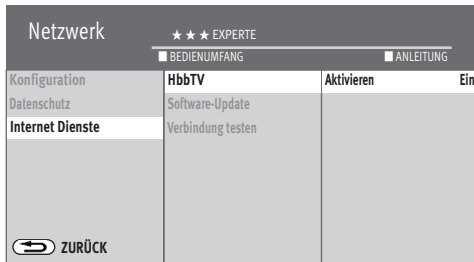 Netzwerk
★ ★ ★ EXPERTE
BEDIENUMFANG ANLEITUNG
Konfiguration HbbTV Aktivieren Ein
Datenschutz Software-Update
Internet Dienste Verbindung testen
ZURÜCK